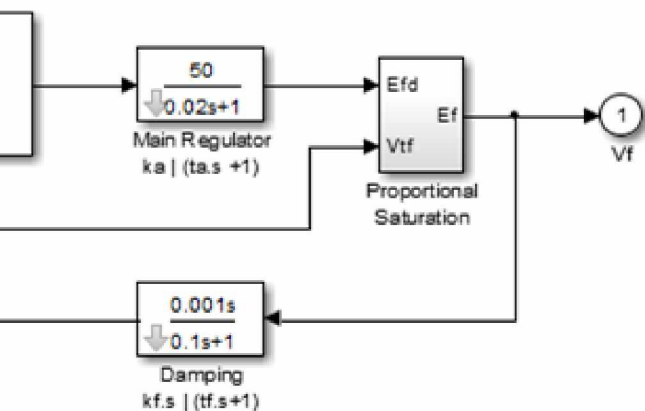 50
0.02s+1
Main Regulator
ka | (ta.s +1)
Efd
Ef
Vtf
Proportional
Saturation
1
Vf
0.001s
0.1s+1
Damping
kf.s | (tf.s+1)